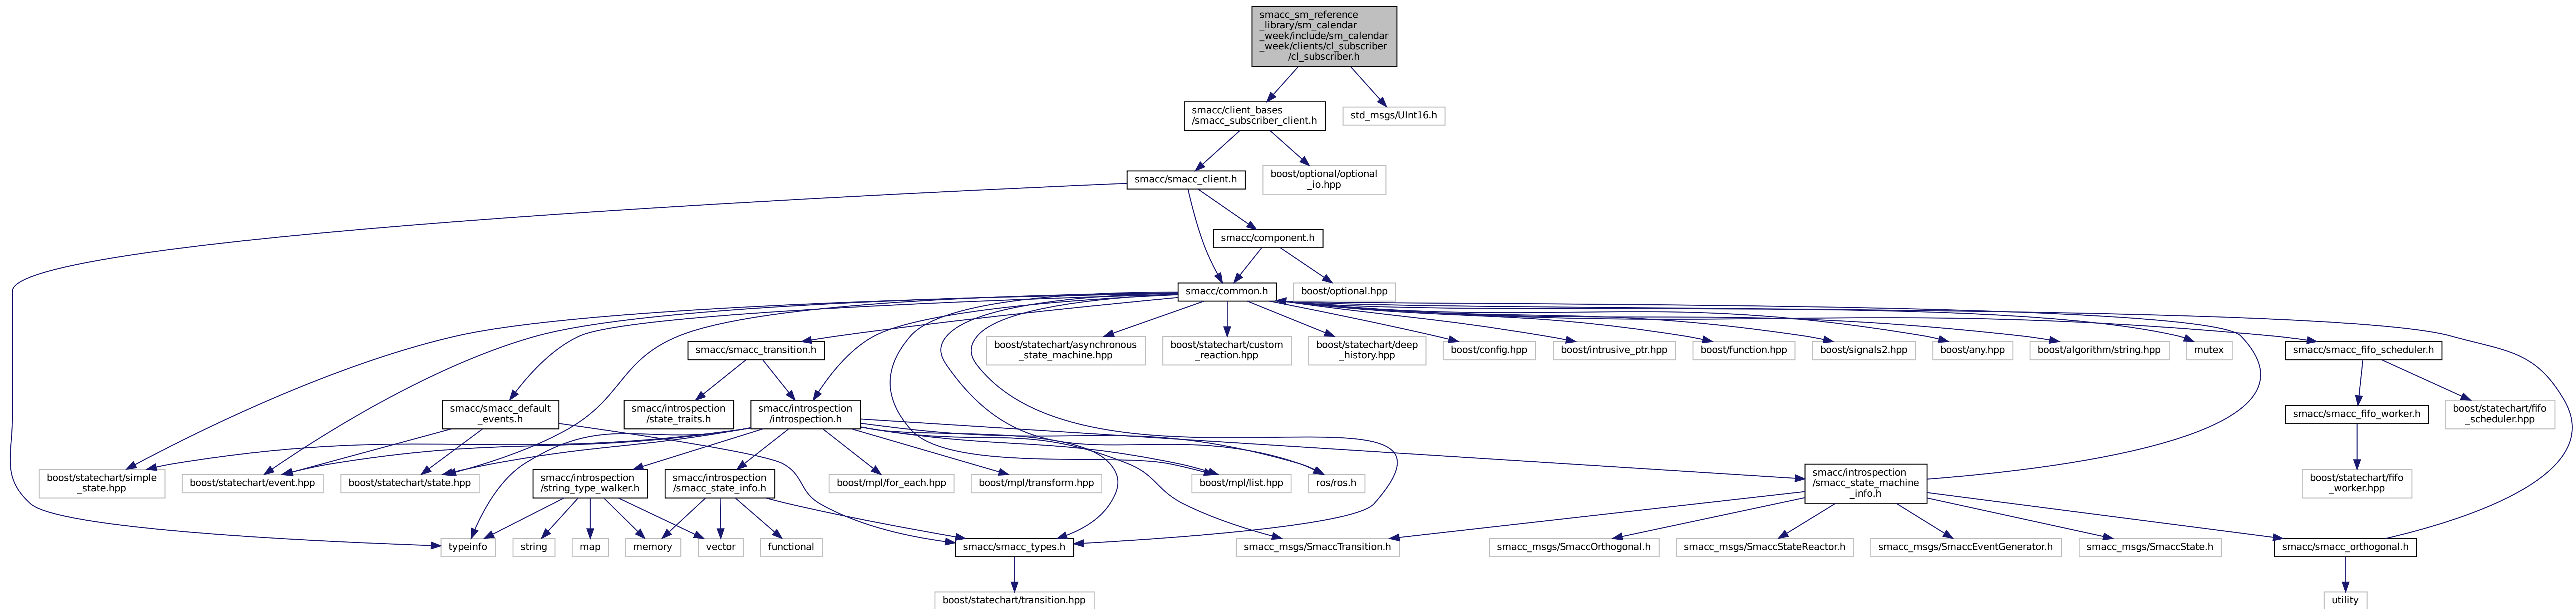 smacc_sm_reference
_library/sm_calendar
_week/include/sm_calendar
_week/clients/cl_subscriber
/cl_subscriber.h
smacc/client_bases
/smacc_subscriber_client.h
std_msgs/UInt16.h
smacc/smacc_client.h
boost/optional/optional
_io.hpp
smacc/component.h
smacc/common.h
boost/optional.hpp
smacc/smacc_transition.h
boost/statechart/asynchronous
_state_machine.hpp
boost/statechart/custom
_reaction.hpp
boost/statechart/deep
_history.hpp
boost/config.hpp
boost/intrusive_ptr.hpp
boost/function.hpp
boost/signals2.hpp
boost/any.hpp
boost/algorithm/string.hpp
mutex
smacc/smacc_fifo_scheduler.h
smacc/smacc_default
_events.h
smacc/introspection
/state_traits.h
smacc/introspection
/introspection.h
smacc/smacc_fifo_worker.h
boost/statechart/fifo
_scheduler.hpp
boost/statechart/simple
_state.hpp
boost/statechart/event.hpp
boost/statechart/state.hpp
smacc/introspection
/string_type_walker.h
smacc/introspection
/smacc_state_info.h
boost/mpl/for_each.hpp
boost/mpl/transform.hpp
boost/mpl/list.hpp
ros/ros.h
smacc/introspection
/smacc_state_machine
_info.h
boost/statechart/fifo
_worker.hpp
typeinfo
string
map
memory
vector
functional
smacc/smacc_types.h
smacc_msgs/SmaccTransition.h
smacc_msgs/SmaccOrthogonal.h
smacc_msgs/SmaccStateReactor.h
smacc_msgs/SmaccEventGenerator.h
smacc_msgs/SmaccState.h
smacc/smacc_orthogonal.h
boost/statechart/transition.hpp
utility